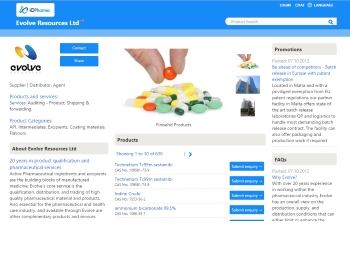 iDPharma
LOGIN CHAT LANGUAGE
Evolve Resources Ltd
Product Search
evolve
Contact
Share
Supplier | Distributor, Agent
Products and services:
Services: Auditing - Product, Shipping & forwarding.
Product Categories:
API, Intermediates, Excipients, Coating materials, Flavours.
About Evolve Resources Ltd
20 years in product qualification and pharmaceutical services
Active Pharmaceutical Ingredients and excipients are the building blocks of manufactured medicine. Evolve's core service is the qualification, distribution, and trading of high quality pharmaceutical material and products. Also essential for the pharmaceutical and health care industry, and available through Evolve are other complementary products and services
Finished Products
Products
Showing 1 to 10 of 635
Technetium Tc99m sestamibi
CAS No.
Submit enquiry
Technetium Tc99m sestamibi
CAS No.
Submit enquiry
Iodine Crude
CAS No. 7553-56-2
Submit enquiry
ammonium bicarbonate 99.5%
CAS No. 1066-33-7
Submit enquiry
Promotions
Posted 07.10.2012
Be ahead of competitors - Batch release in Europe with patent exemption
Located in Malta and with a privileged exemption from EU patent regulations our partner facility in Malta offers state of the art batch release laboratories QP and logistics to handle most demanding batch release contract. The facility can also offer packaging and production work if required
FAQs
Posted 07.10.2012
Why Evolve?
With over 20 years experience in working within the pharmaceutical industry Evolve has an overall view on the production, supply, and distribution conditions that can either limit or enhance the